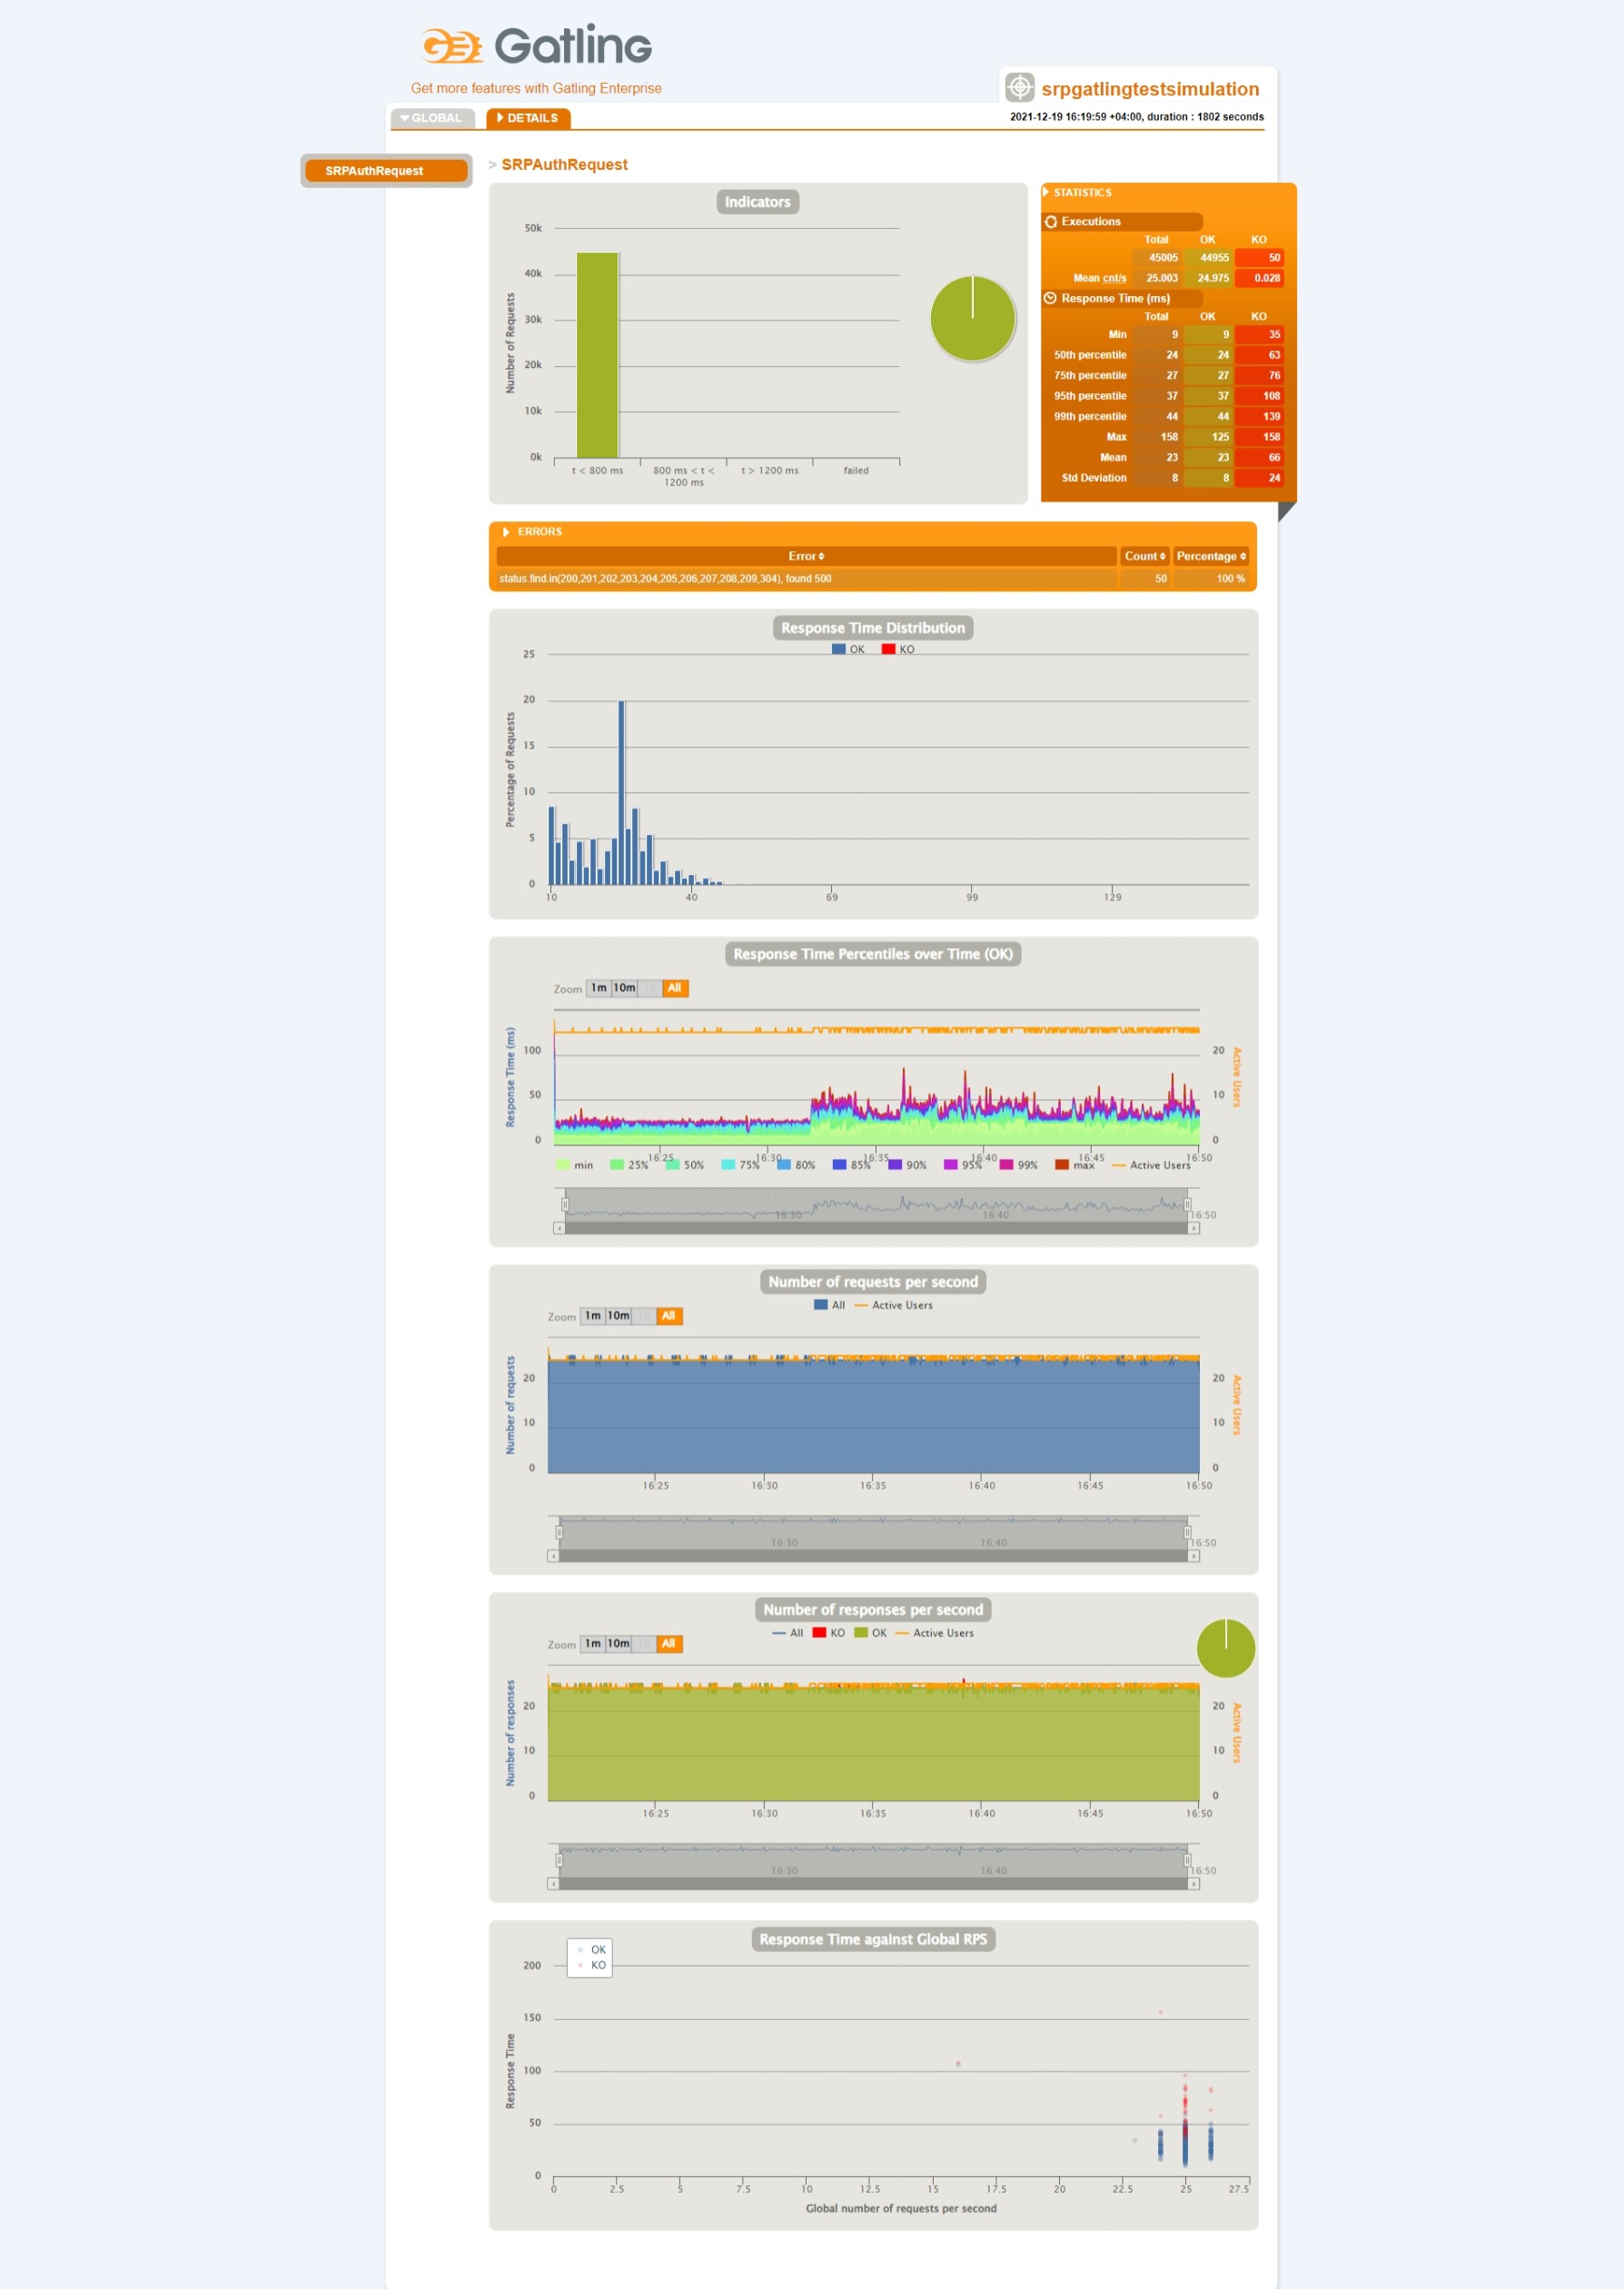 Gatling
Get more features with Gatling Enterprise
srpgatlingtestsimulation
GLOBAL
DETAILS
2021-12-19 16:19:59 +04:00, duration : 1802 seconds
SRPAuthRequest
> SRPAuthRequest
Indicators
50k
40k
30k
20k
10k
0k
Number of Requests
t < 800 ms
800 ms < t < 1200 ms
t > 1200 ms
failed
STATISTICS
Executions
Total OK KO
45005 44955 50
Mean cnt/s 25.003 24.975 0.028
Response Time (ms)
Total OK KO
Min 9 9 35
50th percentile 24 24 63
75th percentile 27 27 76
95th percentile 37 37 108
99th percentile 44 44 139
Max 158 125 158
Mean 23 23 66
Std Deviation 8 8 24
ERRORS
Error Count Percentage
status.find.in(200,201,202,203,204,205,206,207,208,209,304), found 500 50 100 %
Response Time Distribution
OK KO
25
20
15
10
5
0
Percentage of Requests
10 40 69 99 129
Response Time Percentiles over Time (OK)
Zoom 1m 10m All
Response Time (ms)
100
50
0
20
10
0
Active Users
16:25 16:30 16:35 16:40 16:45 16:50
min 25% 50% 75% 80% 85% 90% 95% 99% max Active Users
16:30 16:40 16:50
Number of requests per second
All Active Users
Zoom 1m 10m All
Number of requests
20
10
0
20
10
0
Active Users
16:25 16:30 16:35 16:40 16:45 16:50
16:30 16:40 16:50
Number of responses per second
All KO OK Active Users
Zoom 1m 10m All
Number of responses
20
10
0
20
10
0
Active Users
16:25 16:30 16:35 16:40 16:45 16:50
16:30 16:40 16:50
Response Time against Global RPS
OK
KO
200
150
100
50
0
Response Time
0 2.5 5 7.5 10 12.5 15 17.5 20 22.5 25 27.5
Global number of requests per second